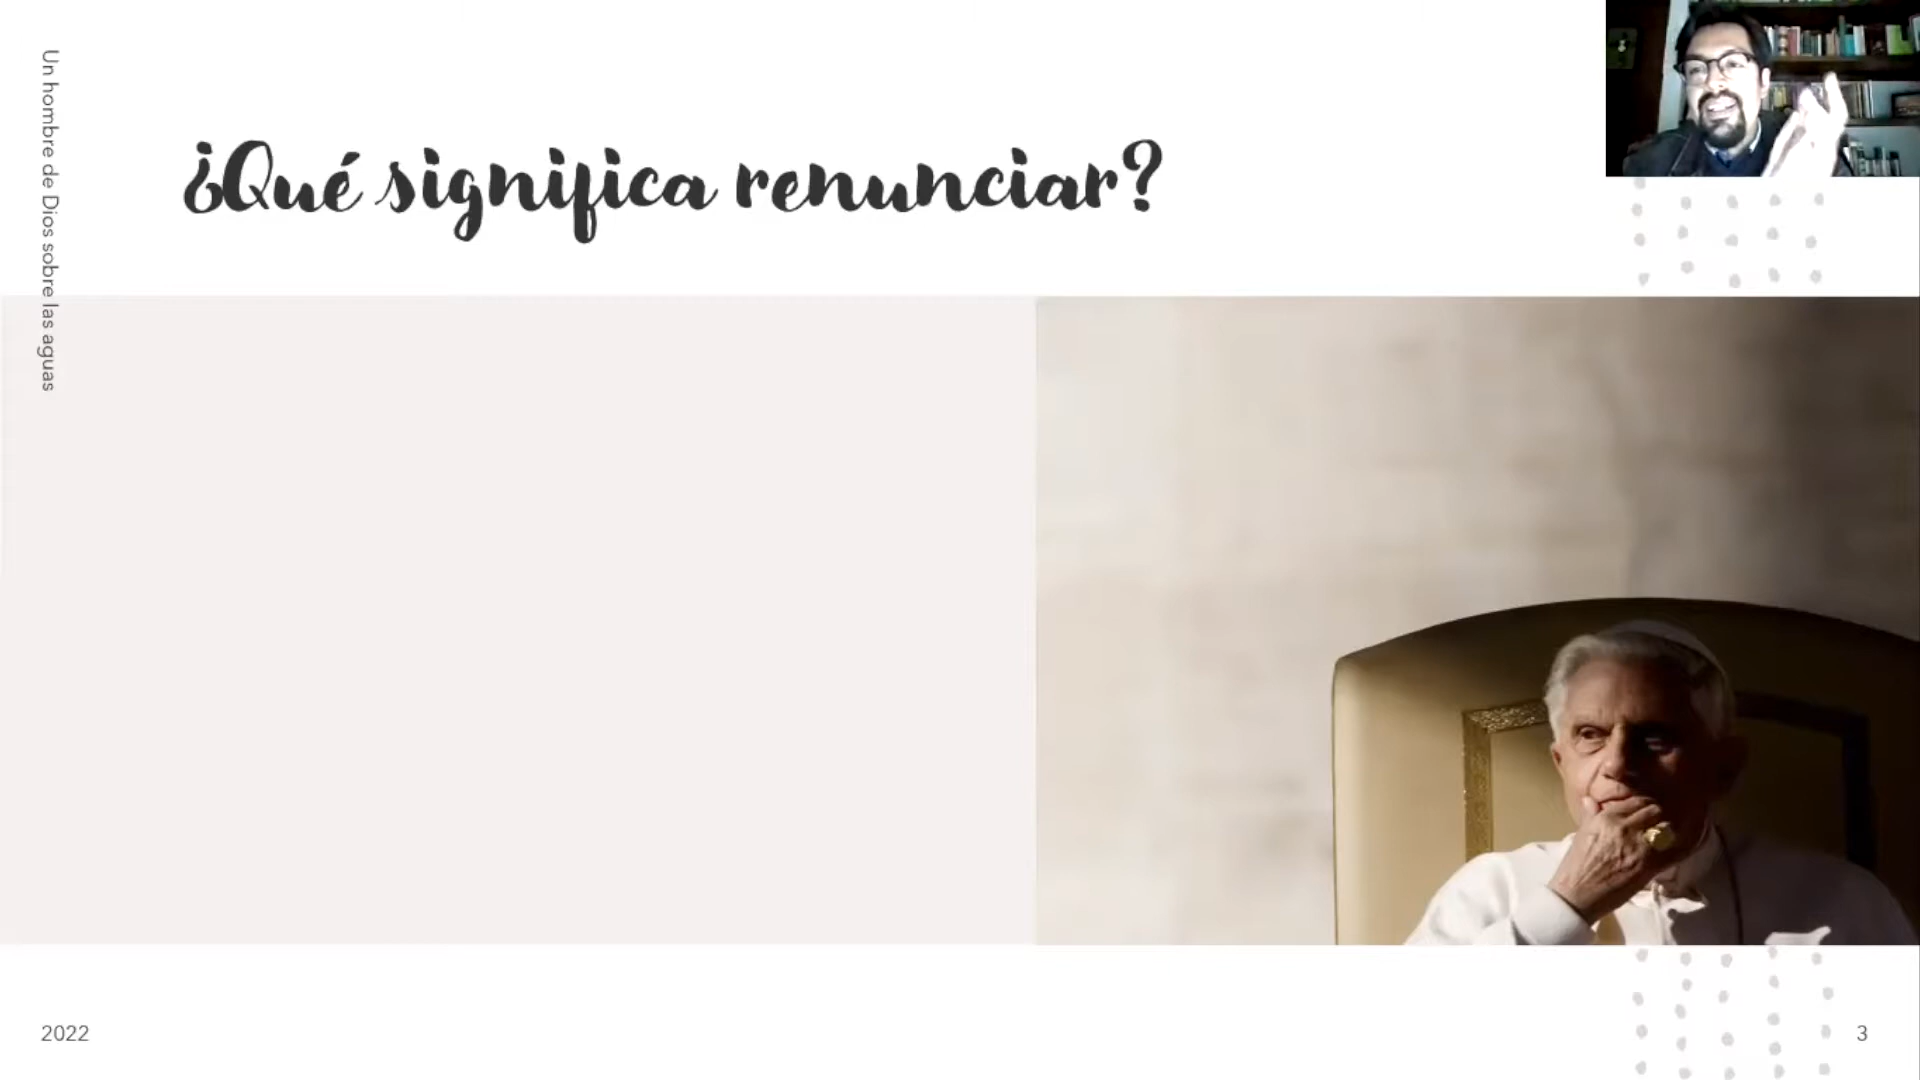 Un hombre de Dios sobre las aguas
¿Qué significa renunciar?
2022
3